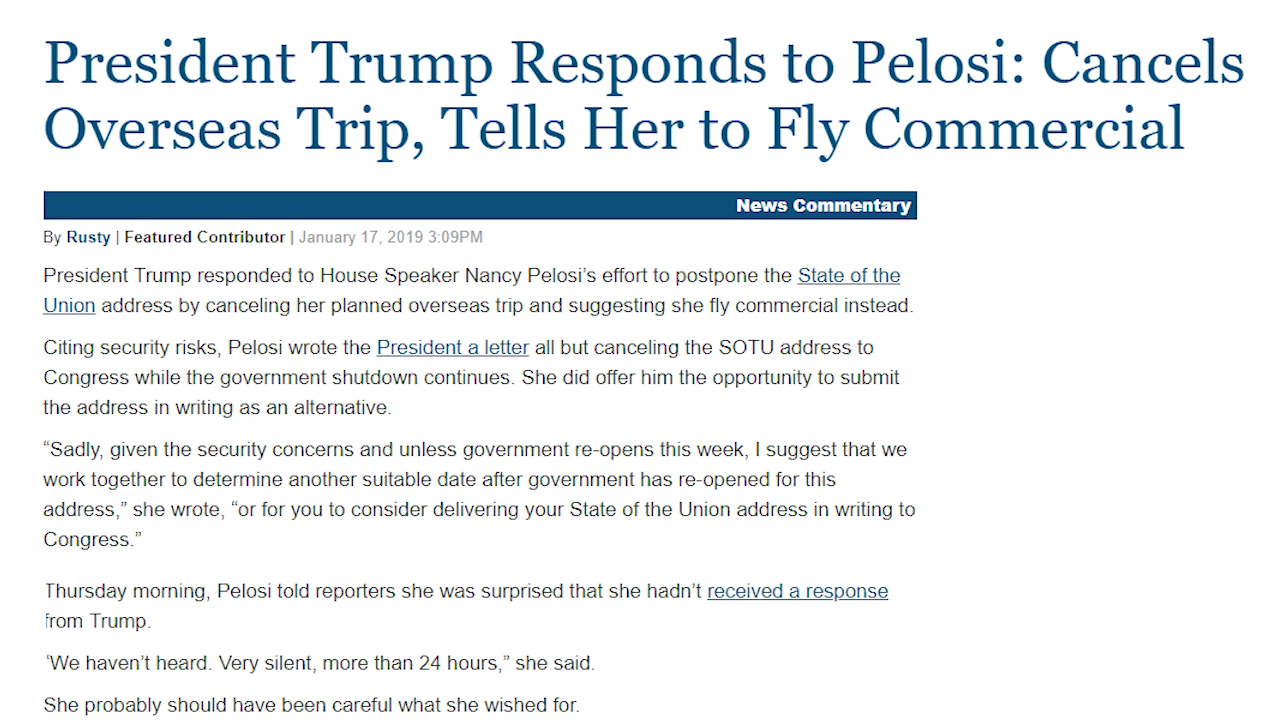 President Trump Responds to Pelosi: Cancels
Overseas Trip, Tells Her to Fly Commercial
News Commentary
By Rusty | Featured Contributor | January 17, 2019 3:09PM
President Trump responded to House Speaker Nancy Pelosi’s effort to postpone the State of the
Union address by canceling her planned overseas trip and suggesting she fly commercial instead.
Citing security risks, Pelosi wrote the President a letter all but canceling the SOTU address to
Congress while the government shutdown continues. She did offer him the opportunity to submit
the address in writing as an alternative.
“Sadly, given the security concerns and unless government re-opens this week, I suggest that we
work together to determine another suitable date after government has re-opened for this
address,” she wrote, “or for you to consider delivering your State of the Union address in writing to
Congress.”
Thursday morning, Pelosi told reporters she was surprised that she hadn’t received a response
from Trump.
‘We haven’t heard. Very silent, more than 24 hours,” she said.
She probably should have been careful what she wished for.